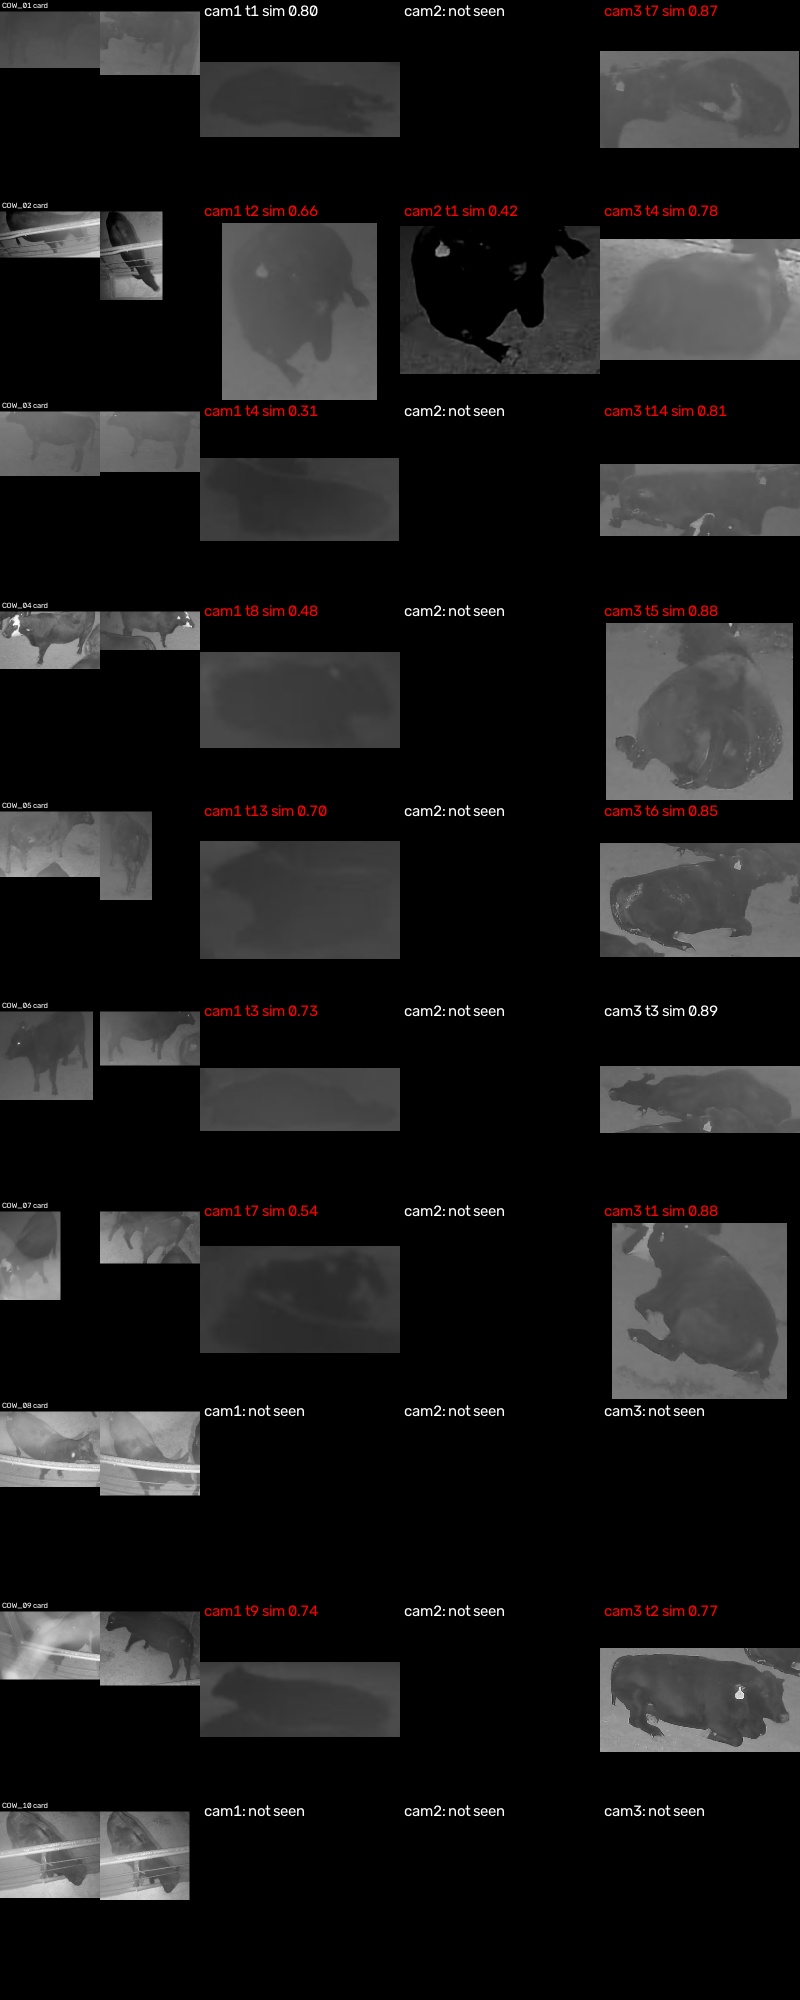 COW_01 card
cam1 t1 sim 0.80
cam2: not seen
cam3 t7 sim 0.87
COW_02 card
cam1 t2 sim 0.66
cam2 t1 sim 0.42
cam3 t4 sim 0.78
COW_03 card
cam1 t4 sim 0.31
cam2: not seen
cam3 t14 sim 0.81
COW_04 card
cam1 t8 sim 0.48
cam2: not seen
cam3 t5 sim 0.88
COW_05 card
cam1 t13 sim 0.70
cam2: not seen
cam3 t6 sim 0.85
COW_06 card
cam1 t3 sim 0.73
cam2: not seen
cam3 t3 sim 0.89
COW_07 card
cam1 t7 sim 0.54
cam2: not seen
cam3 t1 sim 0.88
COW_08 card
cam1: not seen
cam2: not seen
cam3: not seen
COW_09 card
cam1 t9 sim 0.74
cam2: not seen
cam3 t2 sim 0.77
COW_10 card
cam1: not seen
cam2: not seen
cam3: not seen